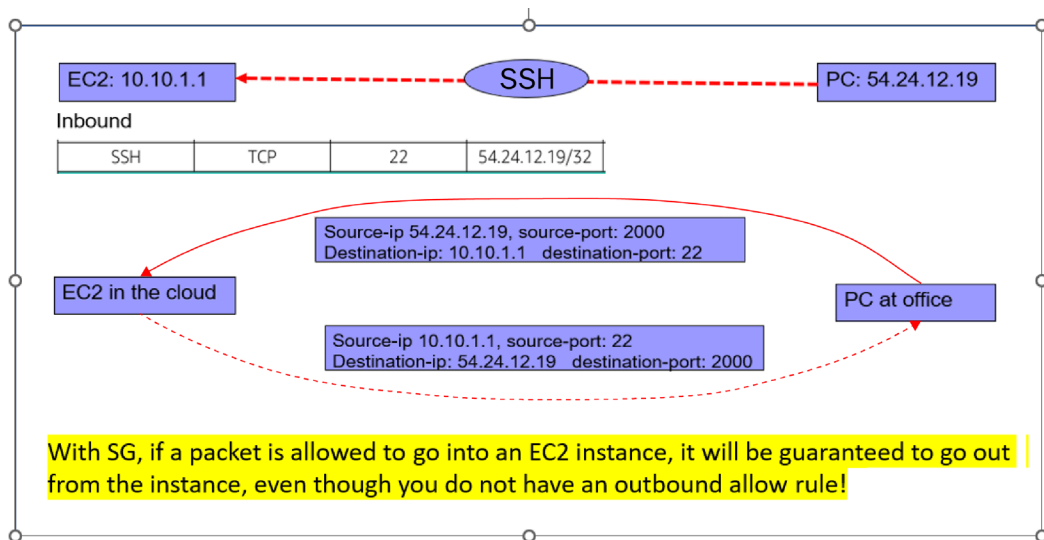 EC2: 10.10.1.1
SSH
PC: 54.24.12.19
Inbound
SSH TCP 22 54.24.12.19/32
Source-ip 54.24.12.19, source-port: 2000
Destination-ip: 10.10.1.1 destination-port: 22
EC2 in the cloud
PC at office
Source-ip 10.10.1.1, source-port: 22
Destination-ip: 54.24.12.19 destination-port: 2000
With SG, if a packet is allowed to go into an EC2 instance, it will be guaranteed to go out
from the instance, even though you do not have an outbound allow rule!